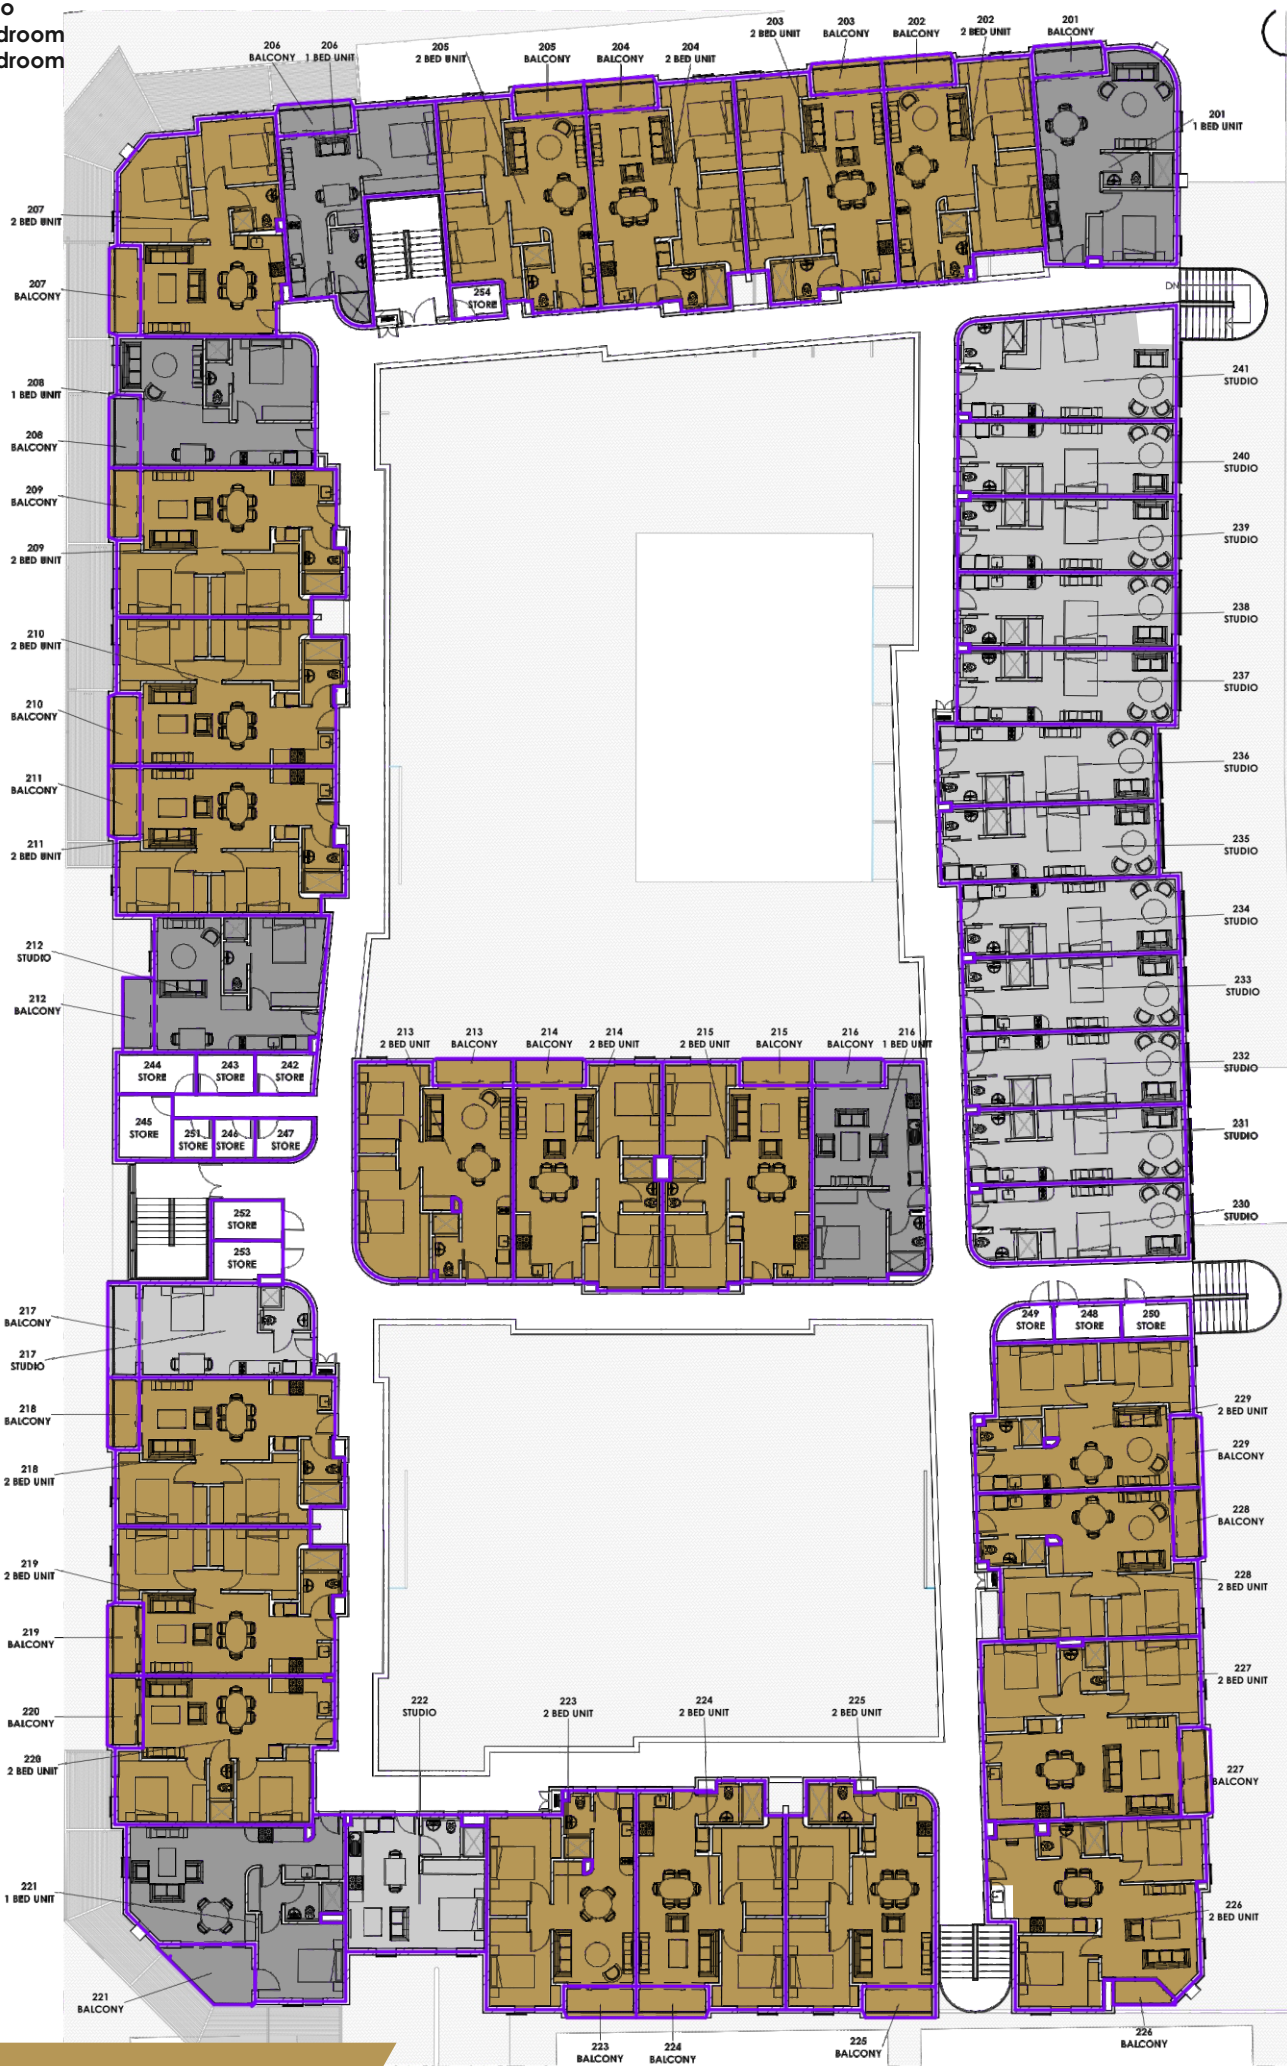 o
droom
droom
206
BALCONY
206
1 BED UNIT
205
2 BED UNIT
205
BALCONY
204
BALCONY
204
2 BED UNIT
203
2 BED UNIT
203
BALCONY
202
BALCONY
202
2 BED UNIT
201
BALCONY
201
1 BED UNIT
207
2 BED UNIT
207
BALCONY
254
STORE
DN
208
1 BED UNIT
208
BALCONY
209
BALCONY
209
2 BED UNIT
210
2 BED UNIT
210
BALCONY
211
BALCONY
211
2 BED UNIT
212
STUDIO
212
BALCONY
241
STUDIO
240
STUDIO
239
STUDIO
238
STUDIO
237
STUDIO
236
STUDIO
235
STUDIO
234
STUDIO
233
STUDIO
232
STUDIO
231
STUDIO
230
STUDIO
213
2 BED UNIT
213
BALCONY
214
BALCONY
214
2 BED UNIT
215
2 BED UNIT
215
BALCONY
216
BALCONY
216
1 BED UNIT
244
STORE
243
STORE
242
STORE
245
STORE
251
STORE
246
STORE
247
STORE
252
STORE
253
STORE
217
BALCONY
217
STUDIO
218
BALCONY
218
2 BED UNIT
219
2 BED UNIT
219
BALCONY
220
BALCONY
220
2 BED UNIT
249
STORE
248
STORE
250
STORE
229
2 BED UNIT
229
BALCONY
228
BALCONY
228
2 BED UNIT
227
2 BED UNIT
227
BALCONY
226
2 BED UNIT
226
BALCONY
222
STUDIO
223
2 BED UNIT
224
2 BED UNIT
225
2 BED UNIT
221
1 BED UNIT
221
BALCONY
223
BALCONY
224
BALCONY
225
BALCONY